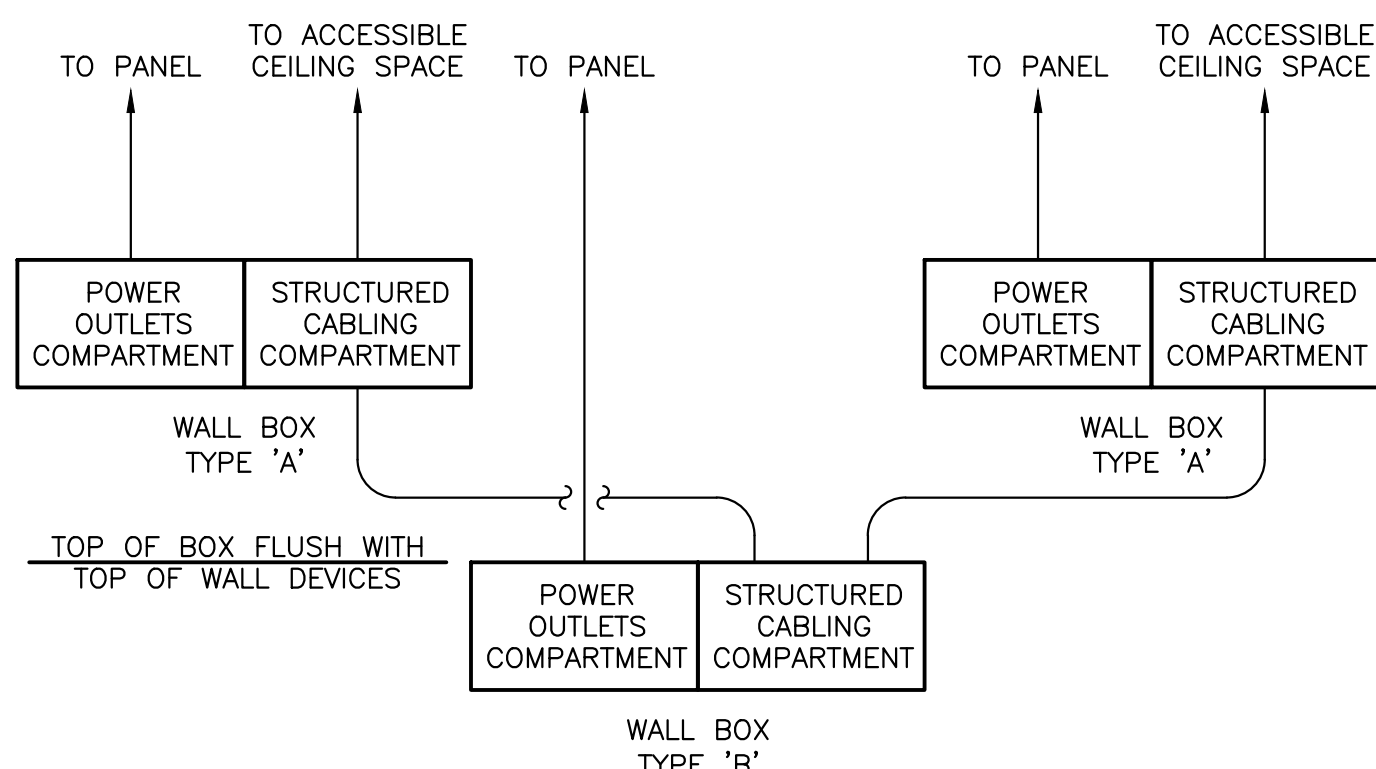 TO PANEL
TO ACCESSIBLE
CEILING SPACE
TO PANEL
TO PANEL
TO ACCESSIBLE
CEILING SPACE
POWER
OUTLETS
COMPARTMENT
STRUCTURED
CABLING
COMPARTMENT
POWER
OUTLETS
COMPARTMENT
STRUCTURED
CABLING
COMPARTMENT
WALL BOX
TYPE 'A'
WALL BOX
TYPE 'A'
TOP OF BOX FLUSH WITH
TOP OF WALL DEVICES
POWER
OUTLETS
COMPARTMENT
STRUCTURED
CABLING
COMPARTMENT
WALL BOX
TYPE 'B'